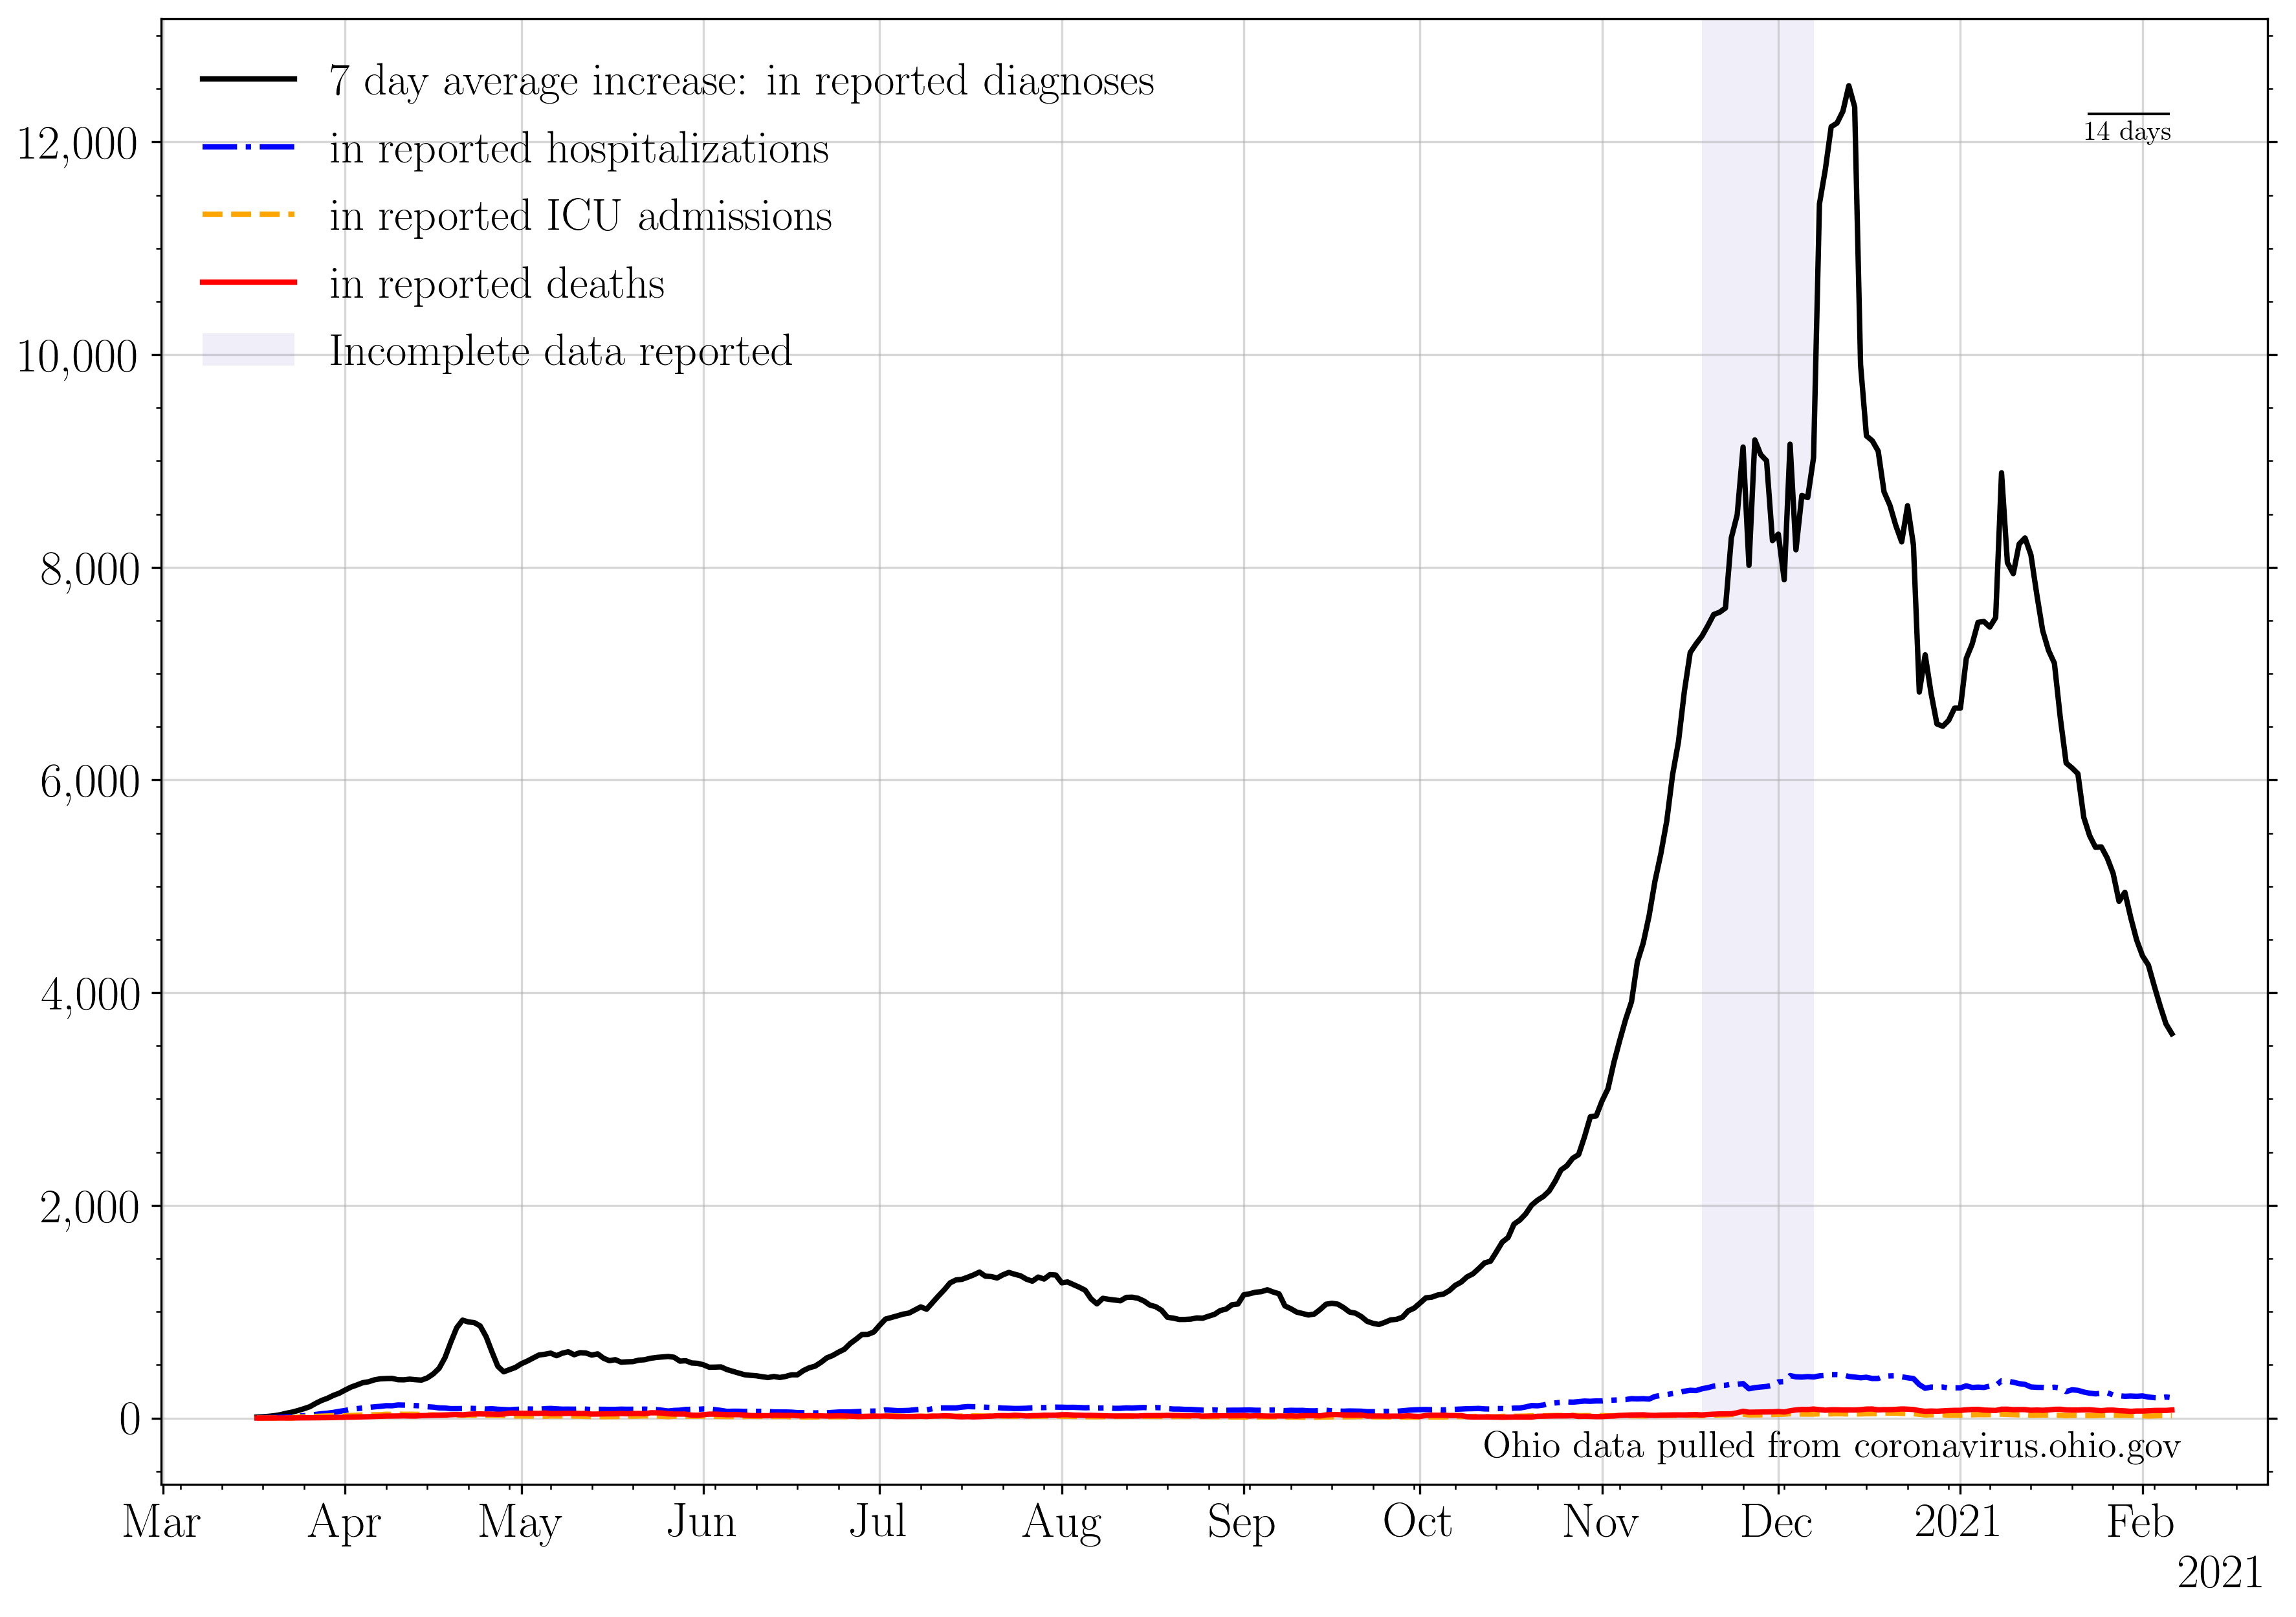 7 day average increase: in reported diagnoses
in reported hospitalizations
in reported ICU admissions
in reported deaths
Incomplete data reported
14 days
12,000
10,000
8,000
6,000
4,000
2,000
0
Ohio data pulled from coronavirus.ohio.gov
Mar Apr May Jun Jul Aug Sep Oct Nov Dec 2021 Feb
2021